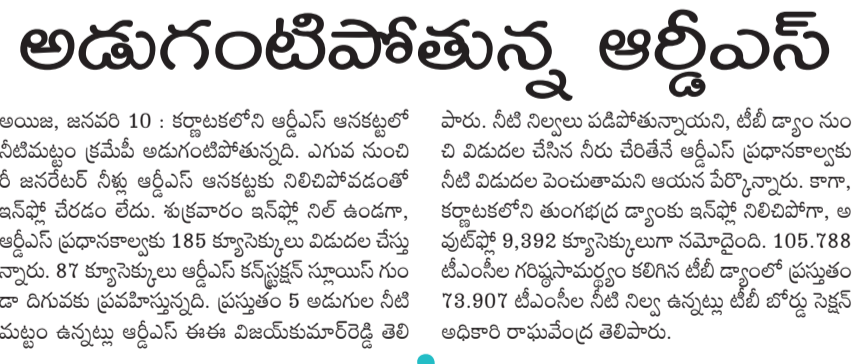 అడుగంటిపోతున్న ఆర్డీఎస్
అయిజ, జనవరి 10 : కర్ణాటకలోని ఆర్డీఎస్ ఆనకట్టలో
నీటిమట్టం క్రమేపీ అడుగంటిపోతున్నది. ఎగువ నుంచి
రీ జనరేటర్ నీళ్లు ఆర్డీఎస్ ఆనకట్టకు నిలిచిపోవడంతో
ఇన్‌ఫ్లో చేరడం లేదు. శుక్రవారం ఇన్‌ఫ్లో నిల్ ఉండగా,
ఆర్డీఎస్ ప్రధానకాల్వకు 185 క్యూసెక్కులు విడుదల చేస్తు
న్నారు. 87 క్యూసెక్కులు ఆర్డీఎస్ కన్‌స్ట్రక్షన్ స్లూయిస్ గుం
డా దిగువకు ప్రవహిస్తున్నది. ప్రస్తుతం 5 అడుగుల నీటి
మట్టం ఉన్నట్లు ఆర్డీఎస్ ఈఈ విజయ్‌కుమార్‌రెడ్డి తెలి
పారు. నీటి నిల్వలు పడిపోతున్నాయని, టీబీ డ్యాం నుం
చి విడుదల చేసిన నీరు చేరితేనే ఆర్డీఎస్ ప్రధానకాల్వకు
నీటి విడుదల పెంచుతామని ఆయన పేర్కొన్నారు. కాగా,
కర్ణాటకలోని తుంగభద్ర డ్యాంకు ఇన్‌ఫ్లో నిలిచిపోగా, అ
వుట్‌ఫ్లో 9,392 క్యూసెక్కులుగా నమోదైంది. 105.788
టీఎంసీల గరిష్ఠసామర్థ్యం కలిగిన టీబీ డ్యాంలో ప్రస్తుతం
73.907 టీఎంసీల నీటి నిల్వ ఉన్నట్లు టీబీ బోర్డు సెక్షన్
అధికారి రాఘవేంద్ర తెలిపారు.